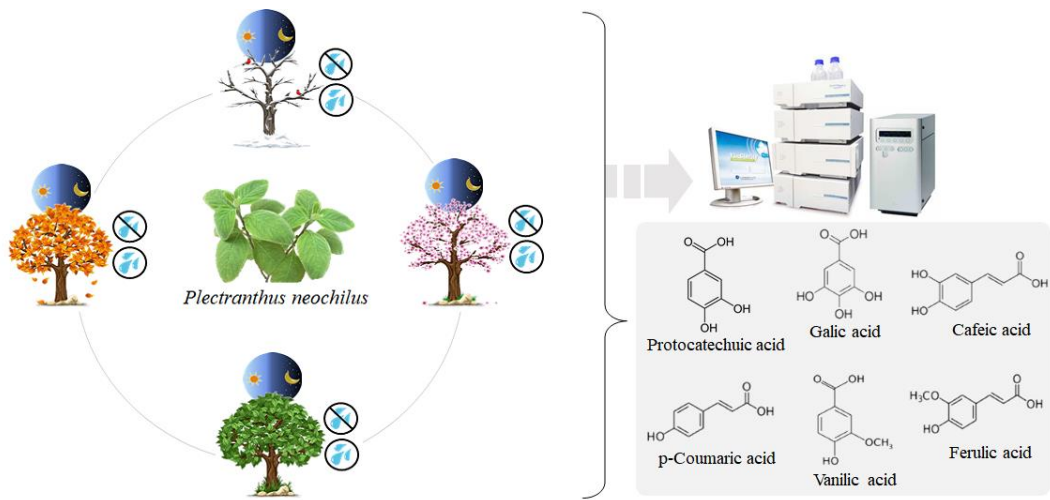 Plectranthus neochilus
O
OH
OH
OH
Protocatechuic acid
O
OH
HO
OH
OH
Galic acid
HO
HO
O
OH
Cafeic acid
HO
O
OH
p-Coumaric acid
O
OH
HO
OCH₃
Vanilic acid
H₃CO
HO
O
OH
Ferulic acid